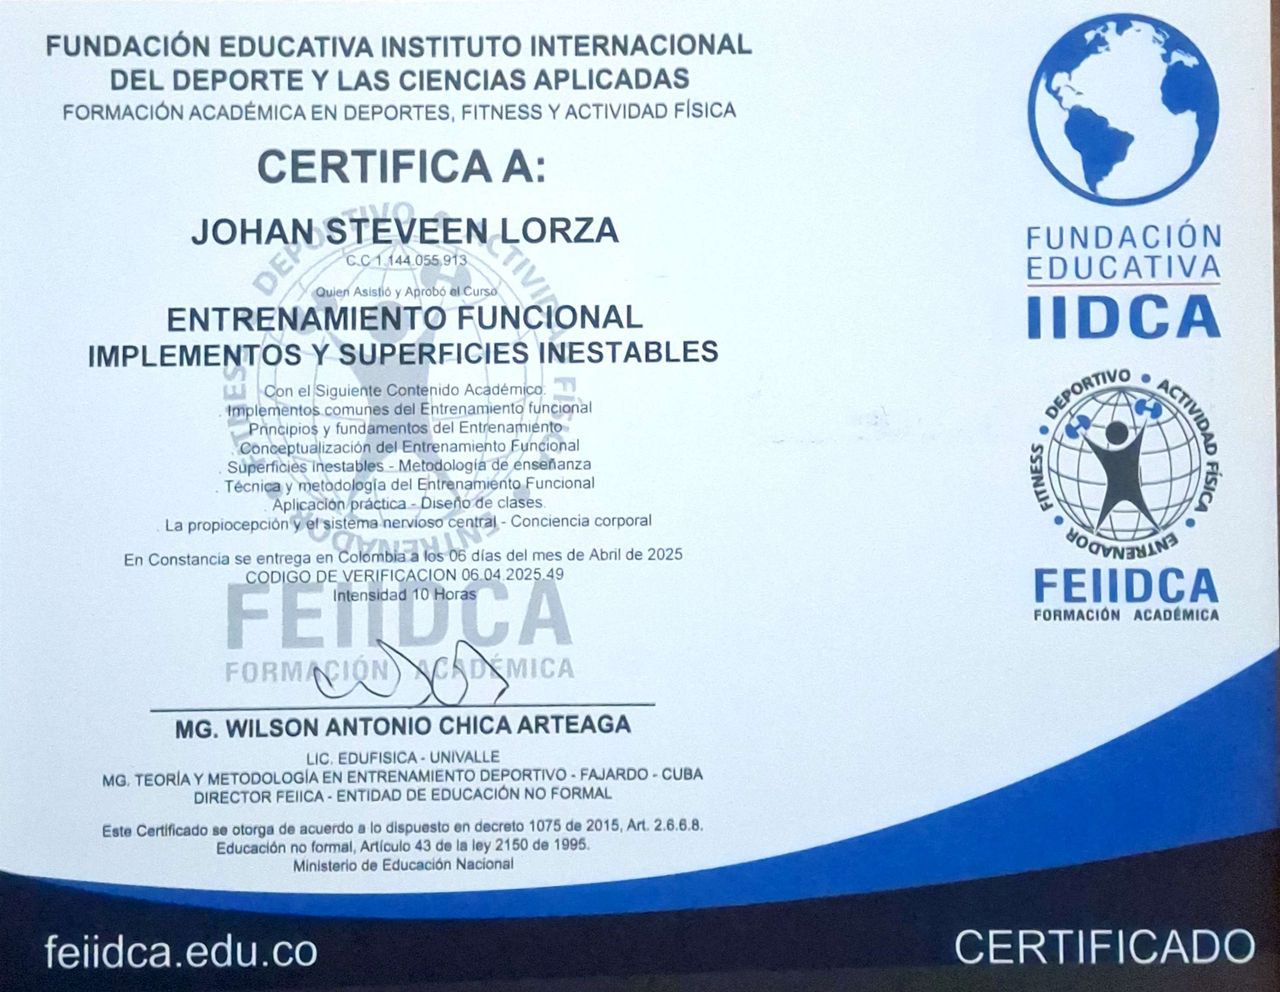 FUNDACIÓN EDUCATIVA INSTITUTO INTERNACIONAL
DEL DEPORTE Y LAS CIENCIAS APLICADAS
FORMACIÓN ACADÉMICA EN DEPORTES, FITNESS Y ACTIVIDAD FÍSICA
CERTIFICA A:
JOHAN STEVEEN LORZA
C.C 1.144.055.913
Quien Asistió y Aprobó el Curso
ENTRENAMIENTO FUNCIONAL
IMPLEMENTOS Y SUPERFICIES INESTABLES
Con el Siguiente Contenido Académico:
. Implementos comunes del Entrenamiento funcional
. Principios y fundamentos del Entrenamiento
. Conceptualización del Entrenamiento Funcional
. Superficies Inestables - Metodología de enseñanza
. Técnica y metodología del Entrenamiento Funcional
. Aplicación práctica - Diseño de clases.
. La propiocepción y el sistema nervioso central - Conciencia corporal
En Constancia se entrega en Colombia a los 06 días del mes de Abril de 2025
CODIGO DE VERIFICACION 06.04.2025.49
Intensidad 10 Horas
FITNESS DEPORTIVO ACTIVIDAD FÍSICA ENTRENADOR
FEIIDCA
FORMACIÓN ACADÉMICA
MG. WILSON ANTONIO CHICA ARTEAGA
LIC. EDUFISICA - UNIVALLE
MG. TEORÍA Y METODOLOGÍA EN ENTRENAMIENTO DEPORTIVO - FAJARDO - CUBA
DIRECTOR FEIICA - ENTIDAD DE EDUCACIÓN NO FORMAL
Este Certificado se otorga de acuerdo a lo dispuesto en decreto 1075 de 2015, Art. 2.6.6.8.
Educación no formal, Artículo 43 de la ley 2150 de 1995.
Ministerio de Educación Nacional
FUNDACIÓN
EDUCATIVA
IIDCA
FITNESS • DEPORTIVO • ACTIVIDAD FÍSICA • ENTRENADOR •
FEIIDCA
FORMACIÓN ACADÉMICA
feiidca.edu.co
CERTIFICADO